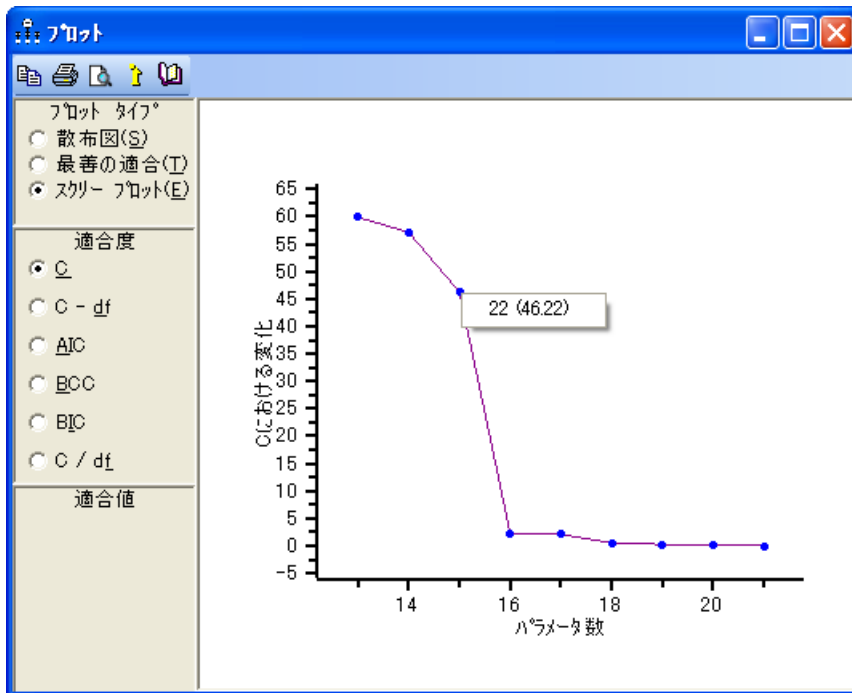 ﾌﾟﾛｯﾄ
ﾌﾟﾛｯﾄ ﾀｲﾌﾟ
散布図(S)
最善の適合(T)
ｽｸﾘｰ ﾌﾟﾛｯﾄ(E)
適合度
C
C - df
AIC
BCC
BIC
C / df
適合値
Cにおける変化
65
60
55
50
45
40
35
30
25
20
15
10
5
0
-5
22 (46.22)
14 16 18 20
ﾊﾟﾗﾒｰﾀ数